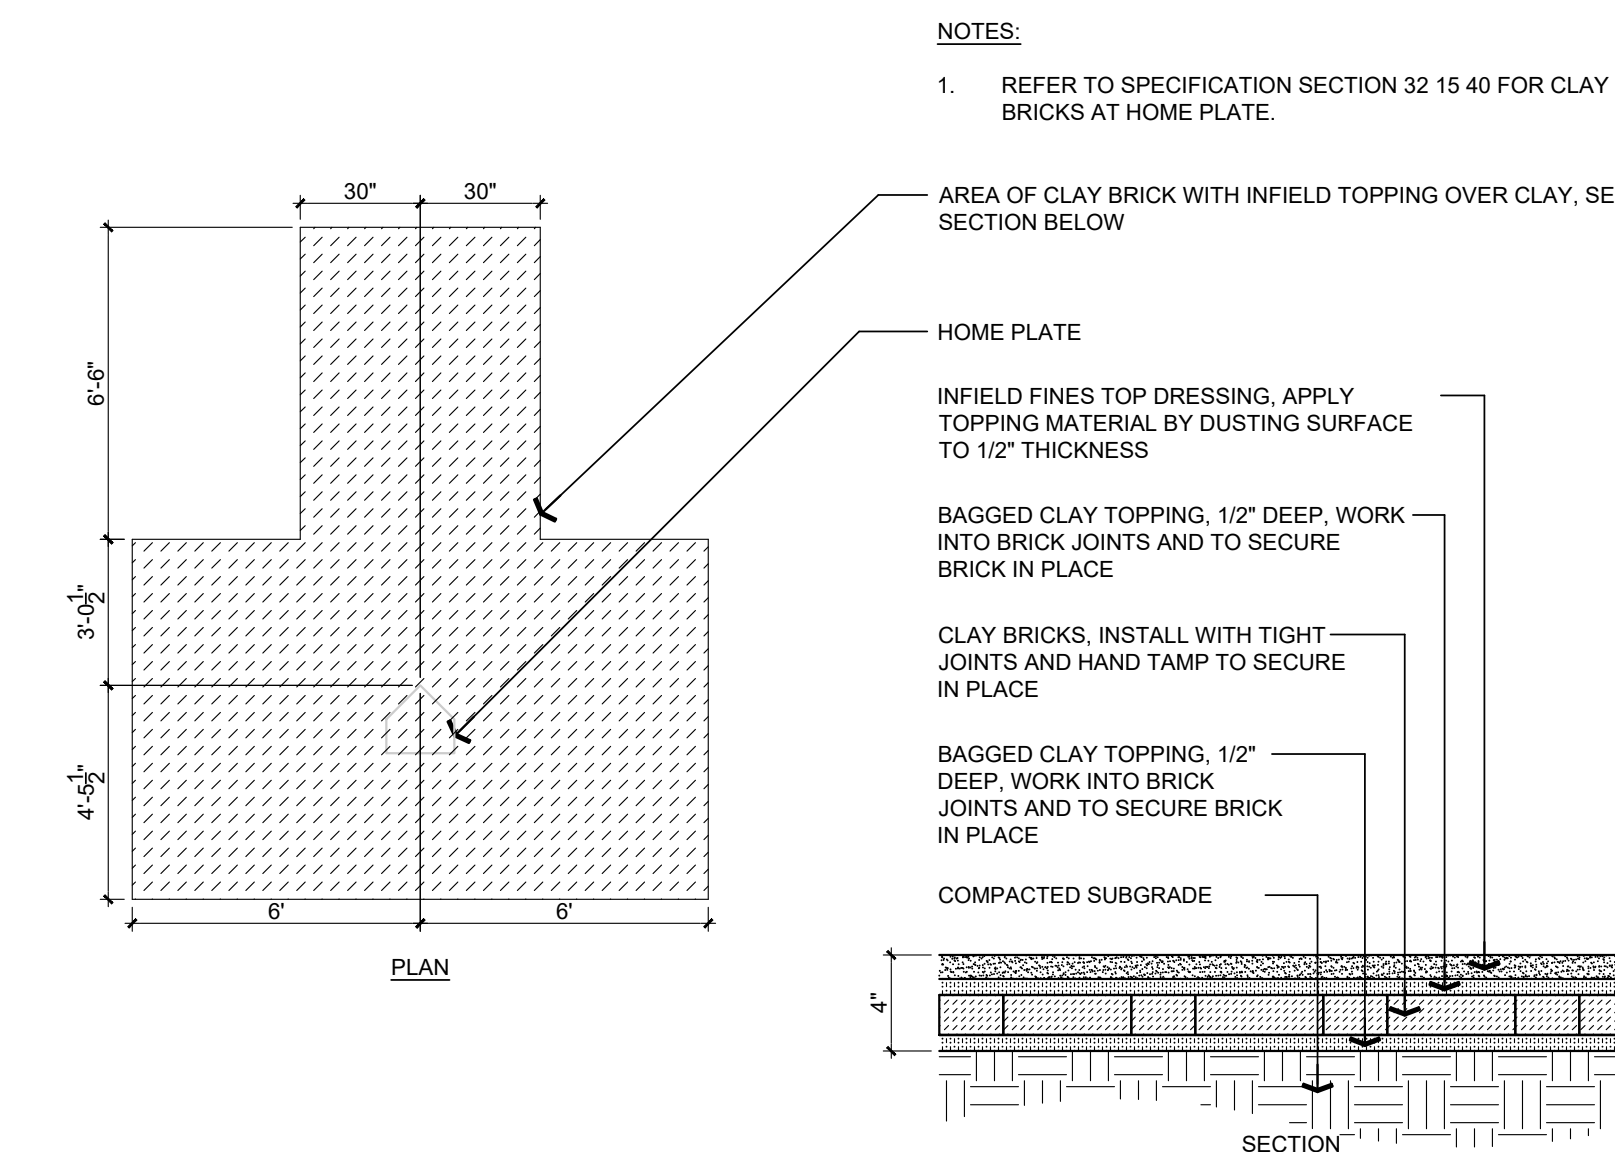 NOTES:
1. REFER TO SPECIFICATION SECTION 32 15 40 FOR CLAY
BRICKS AT HOME PLATE.
30" 30"
AREA OF CLAY BRICK WITH INFIELD TOPPING OVER CLAY, SE
SECTION BELOW
6'-6"
HOME PLATE
INFIELD FINES TOP DRESSING, APPLY
TOPPING MATERIAL BY DUSTING SURFACE
TO 1/2" THICKNESS
BAGGED CLAY TOPPING, 1/2" DEEP, WORK
INTO BRICK JOINTS AND TO SECURE
BRICK IN PLACE
3'-0 1/2"
CLAY BRICKS, INSTALL WITH TIGHT
JOINTS AND HAND TAMP TO SECURE
IN PLACE
4'-5 1/2"
BAGGED CLAY TOPPING, 1/2"
DEEP, WORK INTO BRICK
JOINTS AND TO SECURE BRICK
IN PLACE
COMPACTED SUBGRADE
6' 6'
PLAN
4"
SECTION